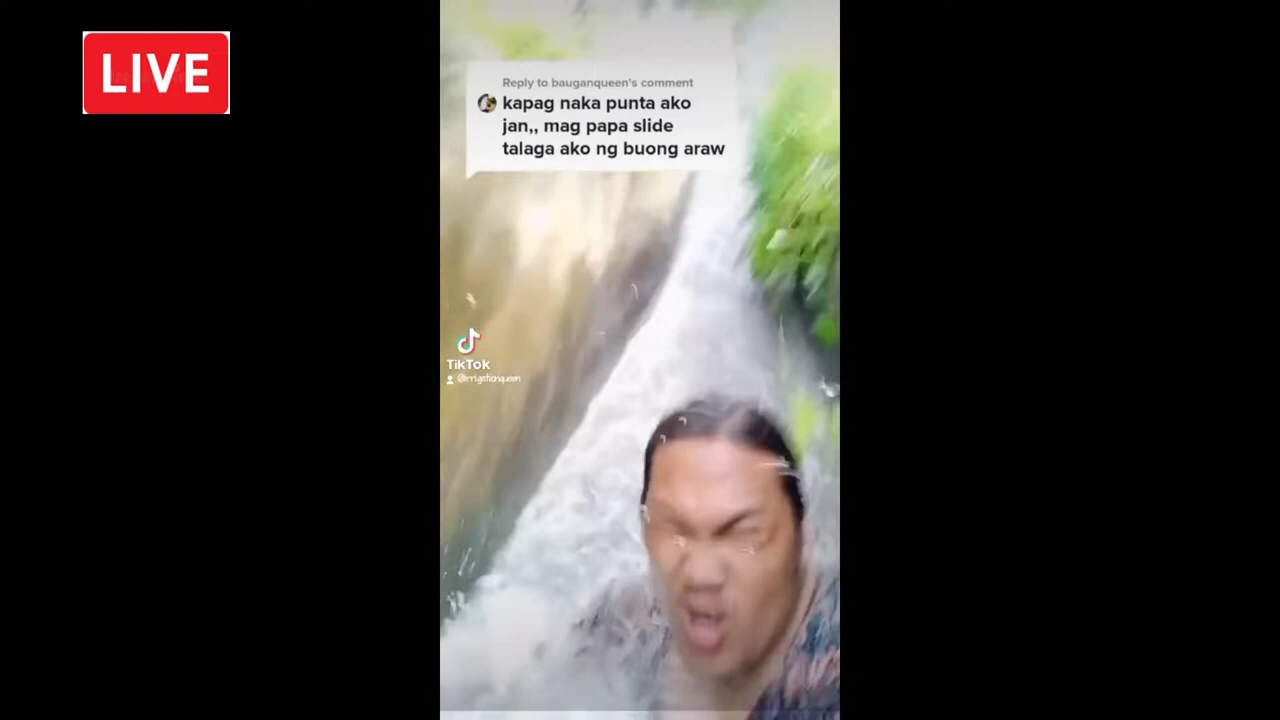 LIVE
Reply to bauganqueen's comment
kapag naka punta ako
jan,, mag papa slide
talaga ako ng buong araw
TikTok
@irrigationqueen